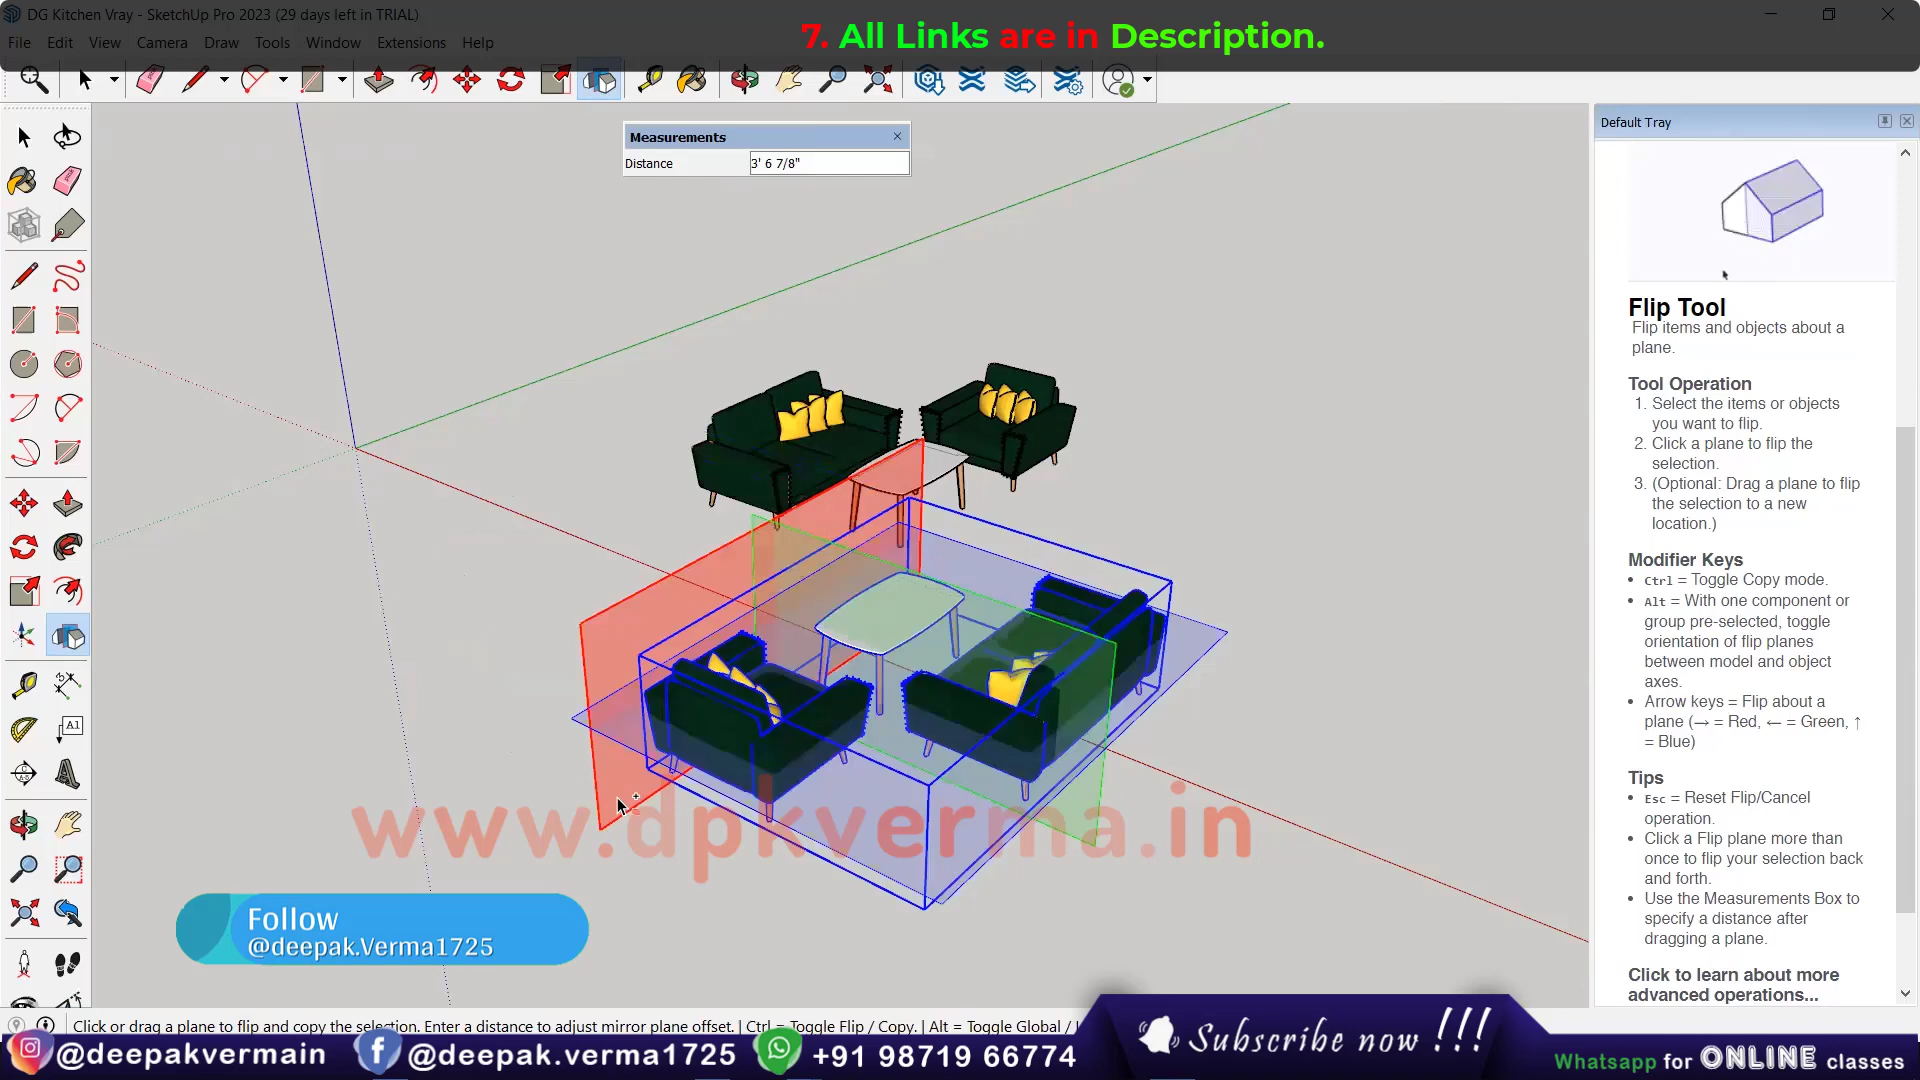 DG Kitchen Vray - SketchUp Pro 2023 (29 days left in TRIAL)
7. All Links are in Description.
File Edit View Camera Draw Tools Window Extensions Help
Measurements
Distance 3' 6 7/8"
Default Tray
Flip Tool
Flip items and objects about a
plane.
Tool Operation
1. Select the items or objects
you want to flip.
2. Click a plane to flip the
selection.
3. (Optional: Drag a plane to flip
the selection to a new
location.)
Modifier Keys
• Ctrl = Toggle Copy mode.
• Alt = With one component or
group pre-selected, toggle
orientation of flip planes
between model and object
axes.
• Arrow keys = Flip about a
plane (→ = Red, ← = Green, ↑
= Blue)
Tips
• Esc = Reset Flip/Cancel
operation.
• Click a Flip plane more than
once to flip your selection back
and forth.
• Use the Measurements Box to
specify a distance after
dragging a plane.
Click to learn about more
advanced operations...
A1
www.dpkverma.in
Follow
@deepak.Verma1725
Click or drag a plane to flip and copy the selection. Enter a distance to adjust mirror plane offset. | Ctrl = Toggle Flip / Copy. | Alt = Toggle Global /
@deepakvermain @deepak.verma1725 +91 98719 66774
Subscribe now !!!
Whatsapp for ONLINE classes